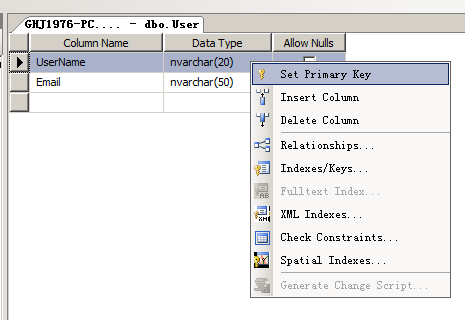 GHJ1976-PC.... - dbo.User
Column Name Data Type Allow Nulls
UserName nvarchar(20)
Email nvarchar(50)
Set Primary Key
Insert Column
Delete Column
Relationships...
Indexes/Keys...
Fulltext Index...
XML Indexes...
Check Constraints...
Spatial Indexes...
Generate Change Script...